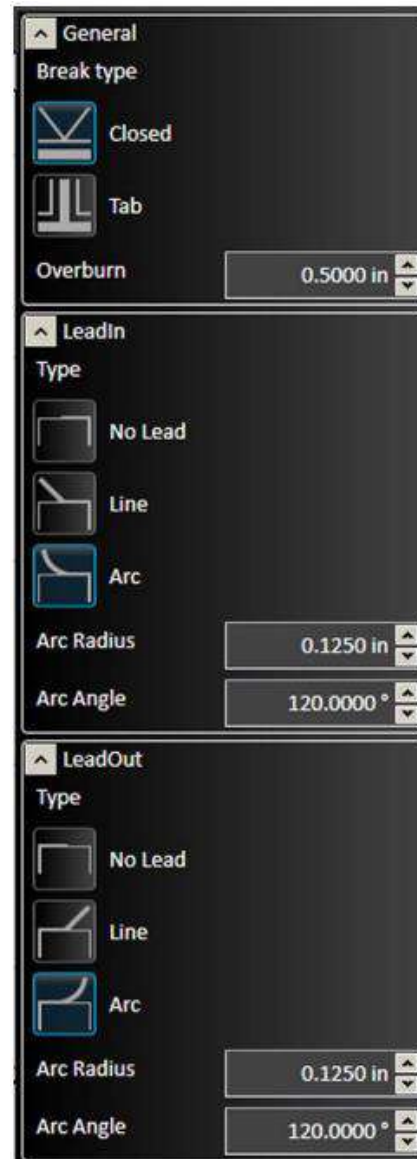 General
Break type
Closed
Tab
Overburn 0.5000 in
LeadIn
Type
No Lead
Line
Arc
Arc Radius 0.1250 in
Arc Angle 120.0000 °
LeadOut
Type
No Lead
Line
Arc
Arc Radius 0.1250 in
Arc Angle 120.0000 °